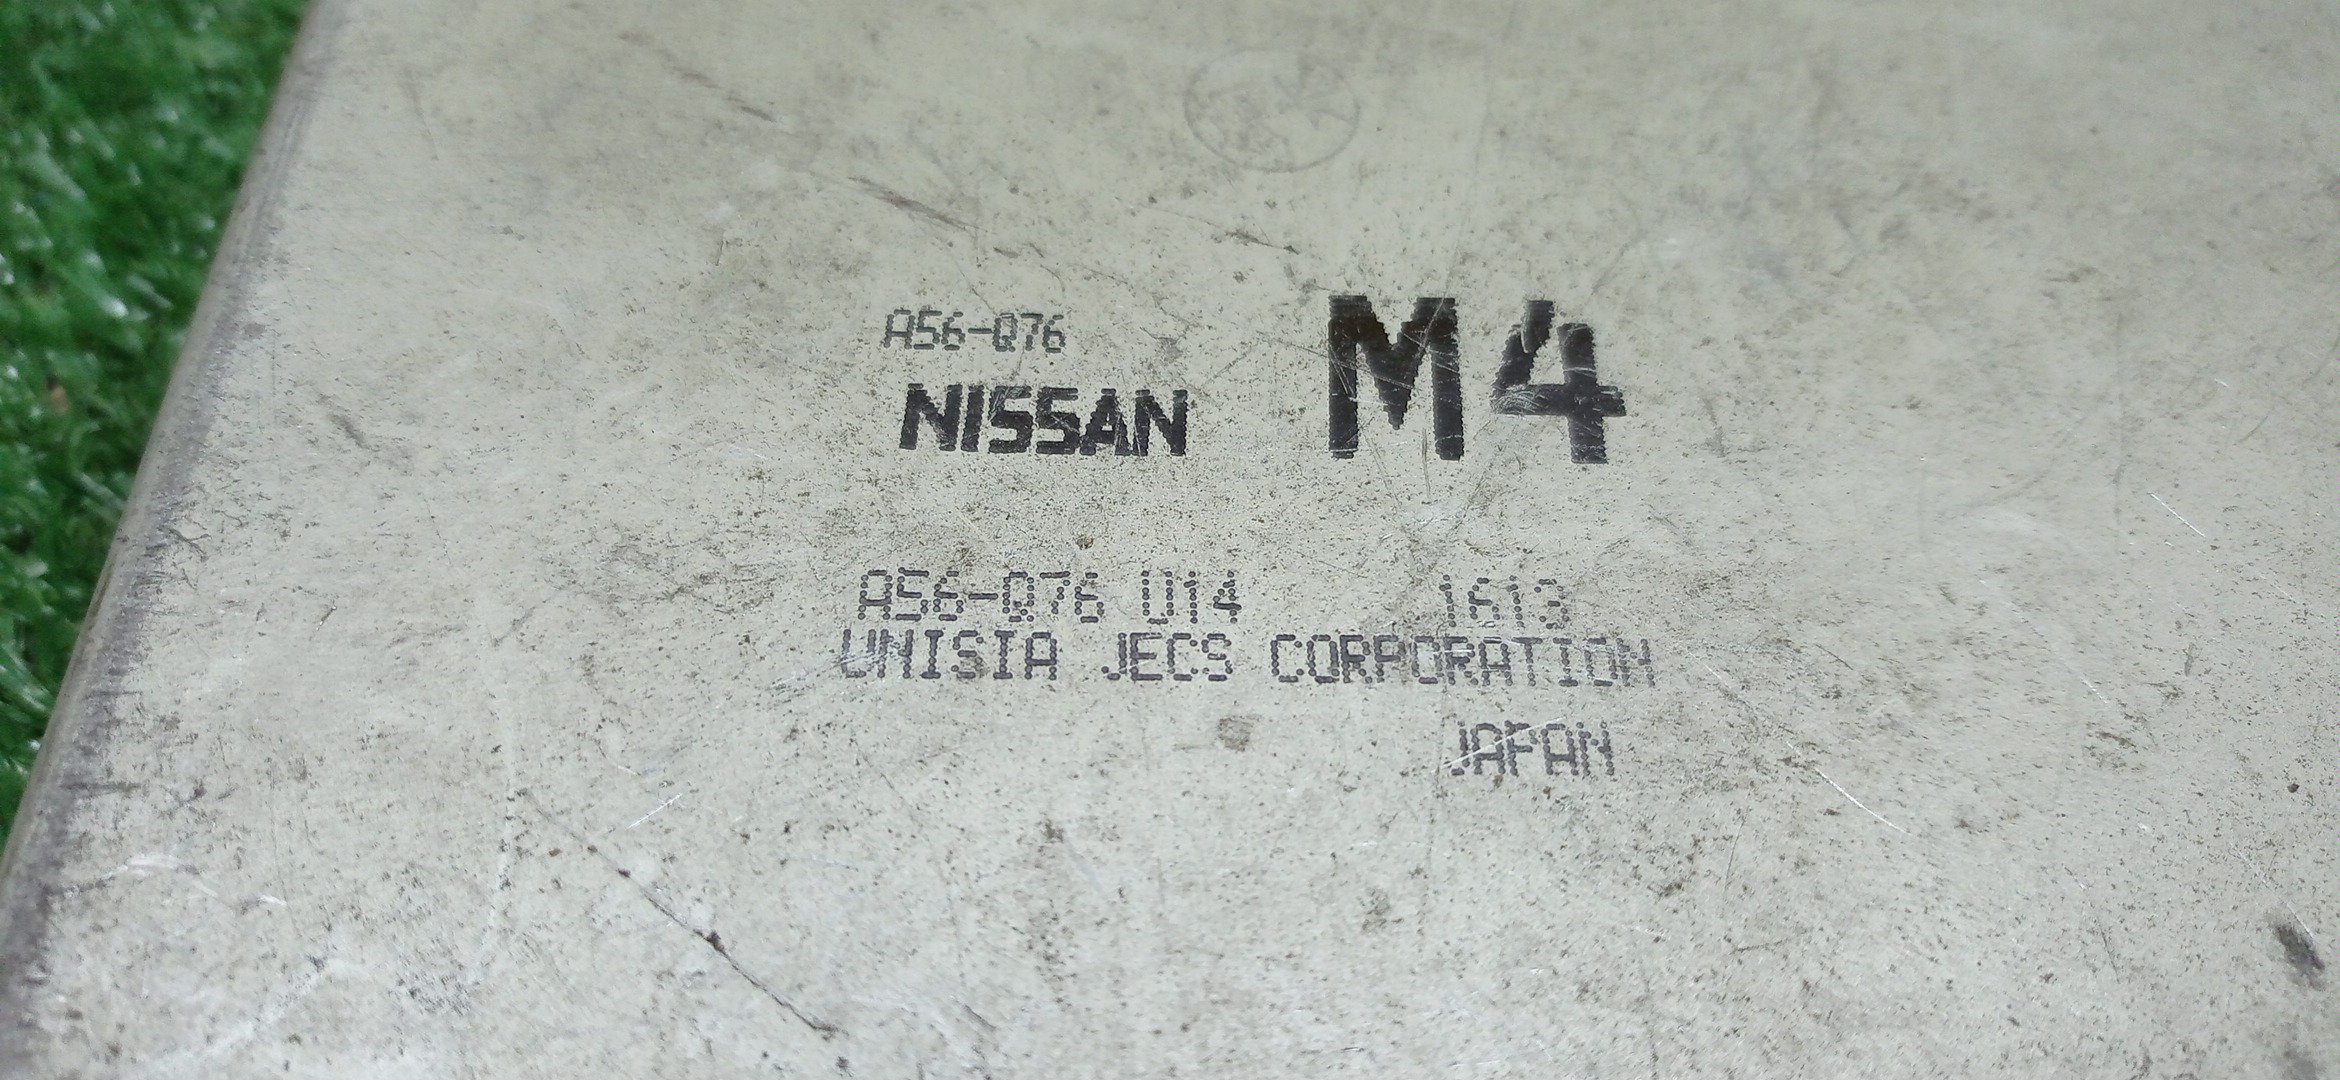 A56-Q76
NISSAN M4
A56-Q76 U14 1613
UNISIA JECS CORPORATION
JAPAN